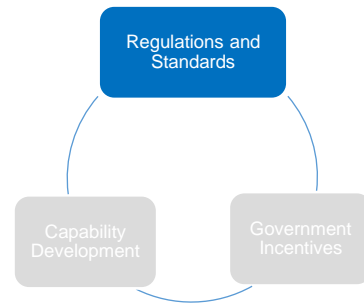 Regulations and
Standards
Capability
Development
Government
Incentives